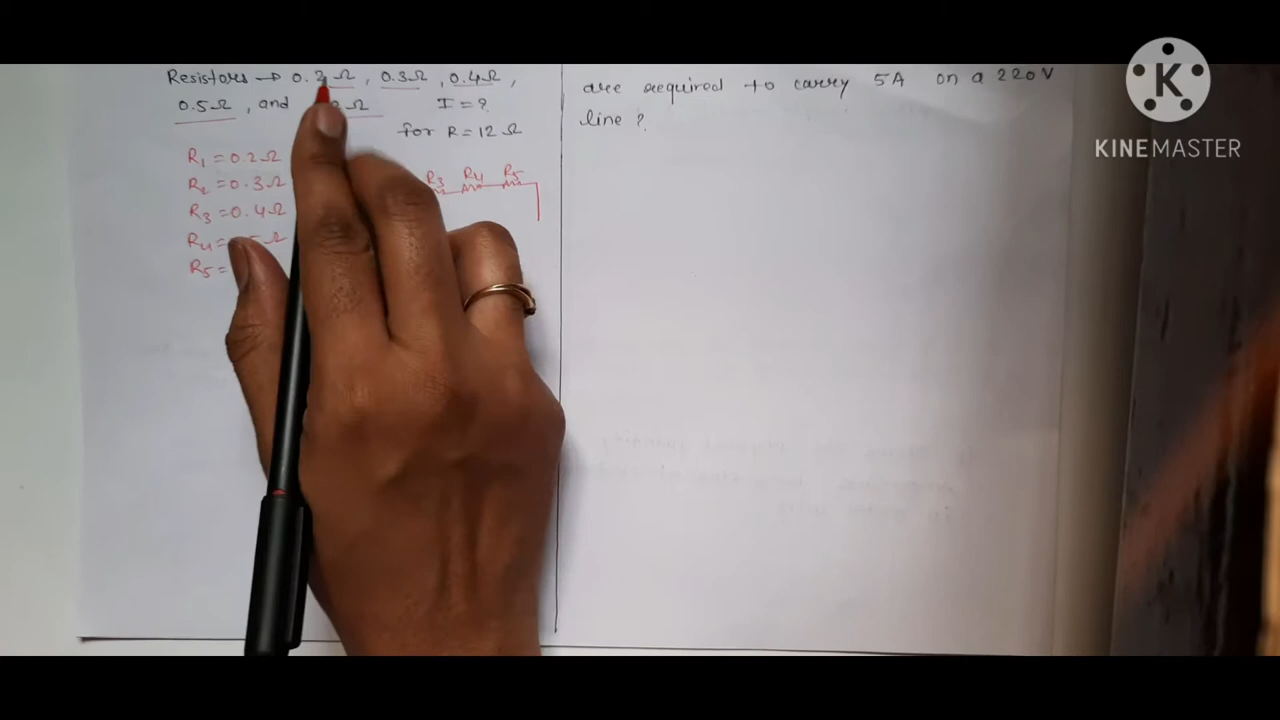 Resistors → 0.2Ω, 0.3Ω, 0.4Ω,
0.5Ω, and Ω I = ?
for R = 12 Ω
R₁ = 0.2Ω
R₂ = 0.3Ω
R₃ = 0.4Ω
R₄ = Ω
R₅ =
R₃ R₄ R₅
are required to carry 5A on a 220V
line ?
KINEMASTER